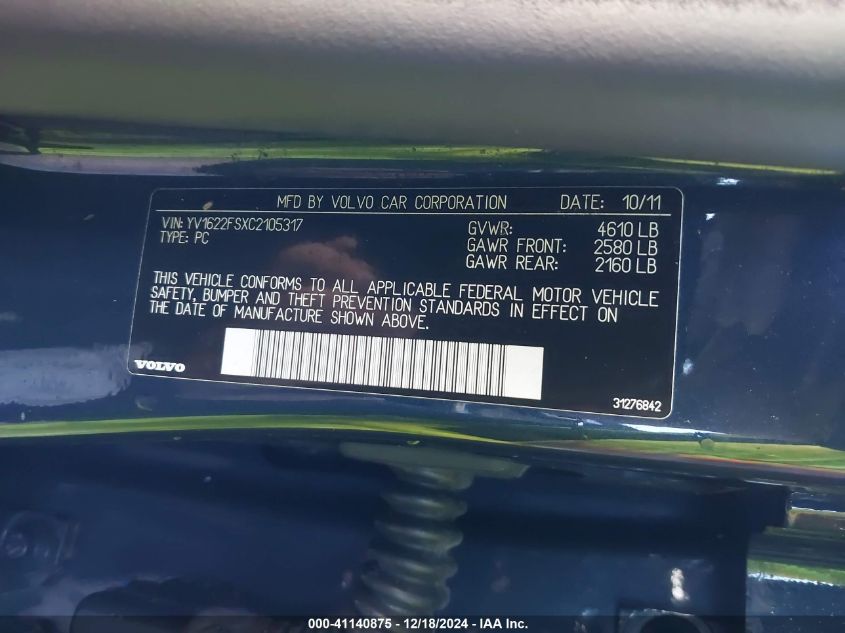 MFD BY VOLVO CAR CORPORATION DATE: 10/11
VIN: YV1622FSXC2105317
TYPE: PC
GVWR: 4610 LB
GAWR FRONT: 2580 LB
GAWR REAR: 2160 LB
THIS VEHICLE CONFORMS TO ALL APPLICABLE FEDERAL MOTOR VEHICLE
SAFETY, BUMPER AND THEFT PREVENTION STANDARDS IN EFFECT ON
THE DATE OF MANUFACTURE SHOWN ABOVE.
VOLVO
31276842
000-41140875 - 12/18/2024 - IAA Inc.